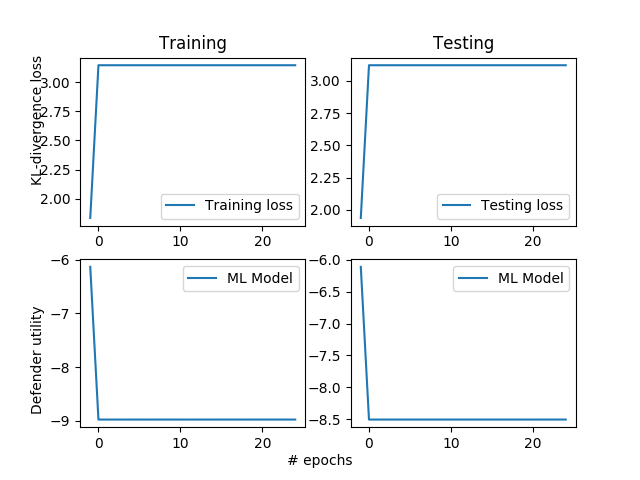 Training
Testing
KL-divergence loss
3.00
2.75
2.50
2.25
2.00
Training loss
0 10 20
3.00
2.75
2.50
2.25
2.00
Testing loss
0 10 20
Defender utility
−6
−7
−8
−9
ML Model
0 10 20
−6.0
−6.5
−7.0
−7.5
−8.0
−8.5
ML Model
0 10 20
# epochs